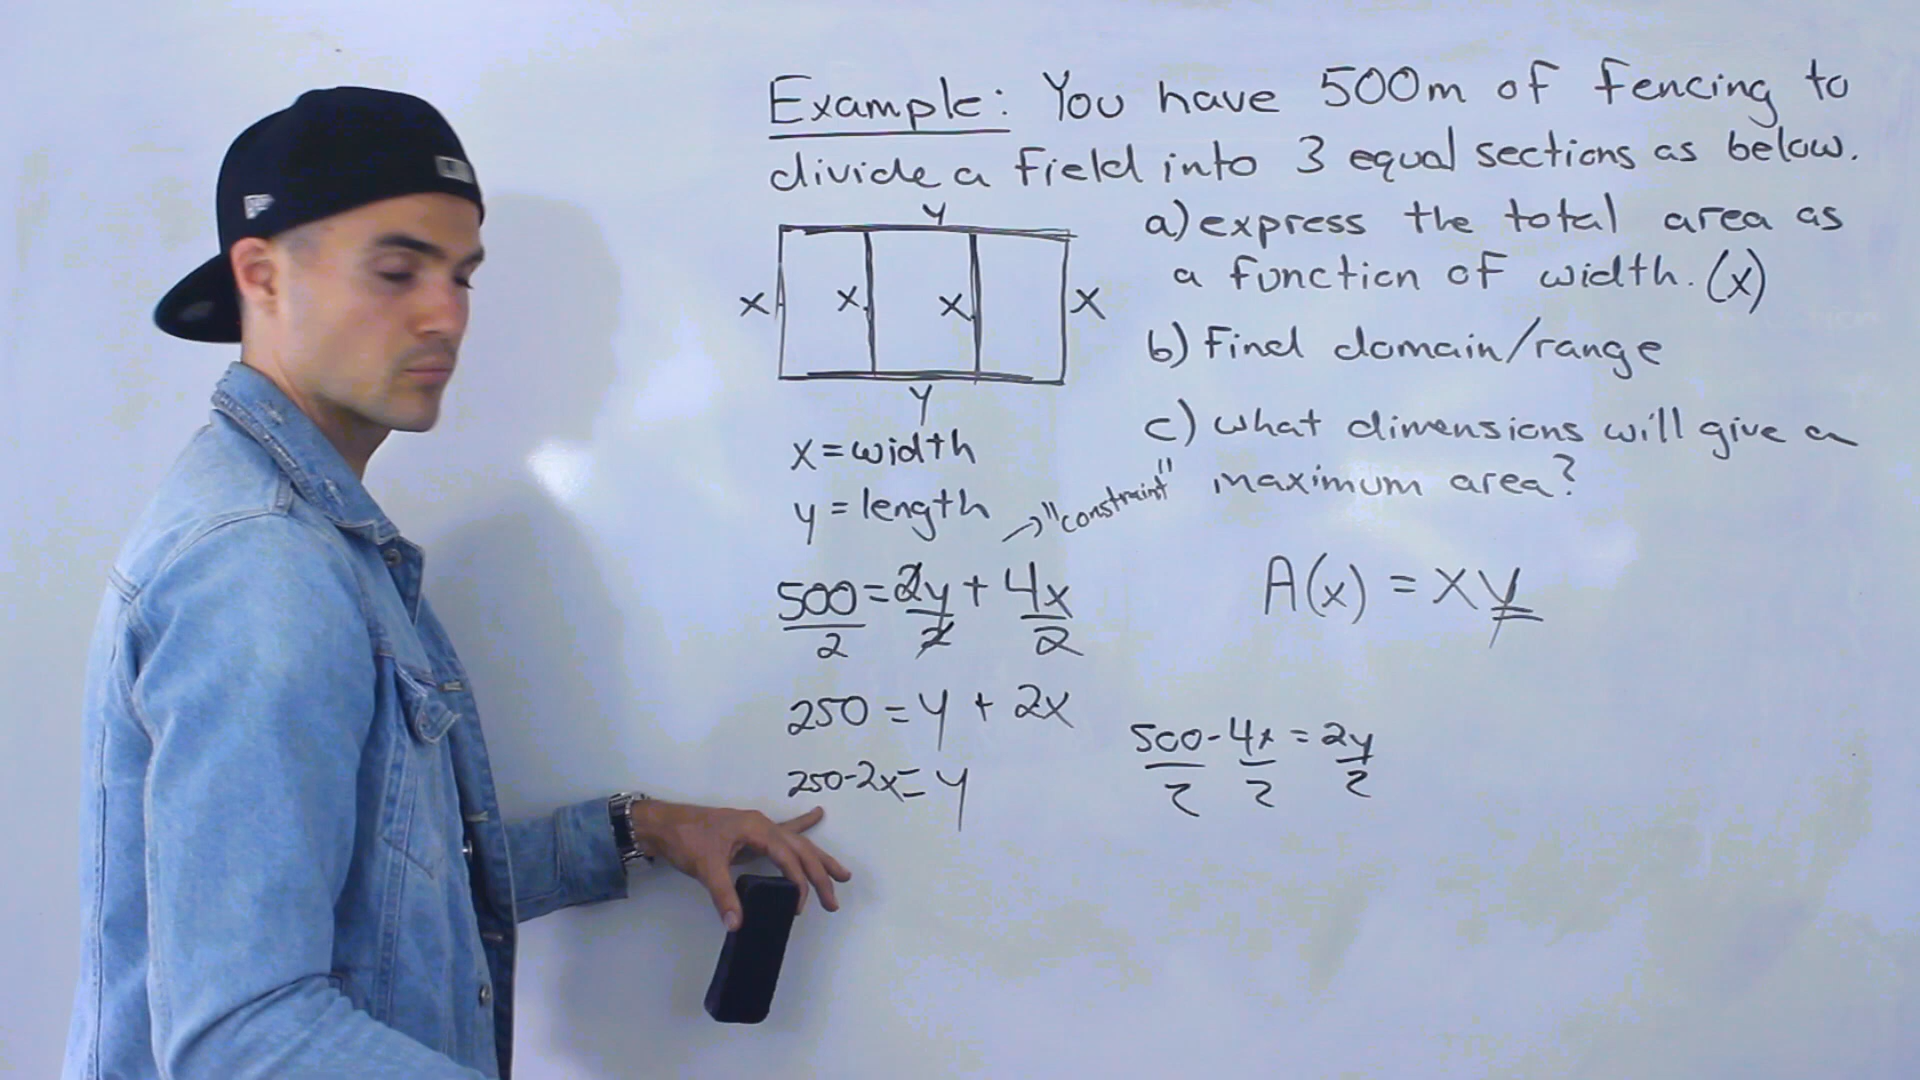 Example: You have 500m of fencing to
divide a field into 3 equal sections as below.
y
x x x x
y
x = width
y = length
→ "constraint"
500 = 2y + 4x
2 2 2
250 = y + 2x
250-2x = y
a) express the total area as
a function of width. (x)
b) Find domain/range
c) what dimensions will give a
maximum area?
A(x) = xy
500 - 4x = 2y
2 2 2